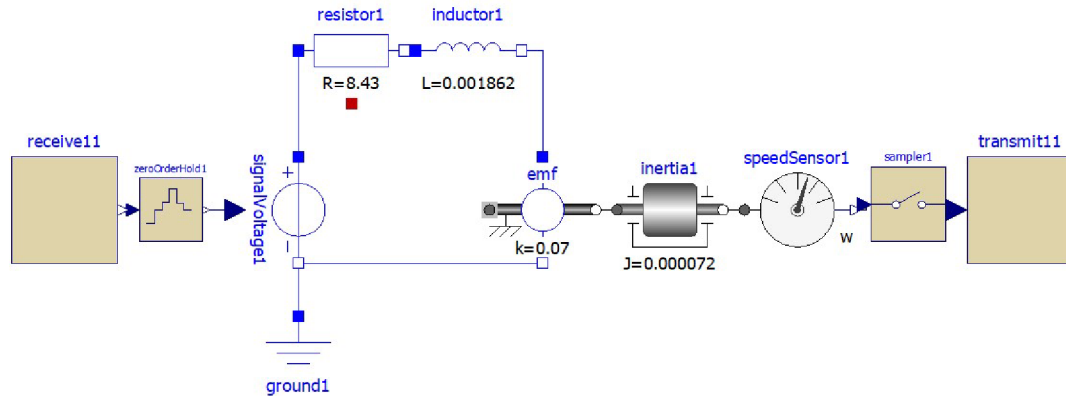 resistor1
inductor1
R=8.43
L=0.001862
receive11
zeroOrderHold1
signalVoltage1
+
−
emf
k=0.07
inertia1
J=0.000072
speedSensor1
w
sampler1
transmit11
ground1